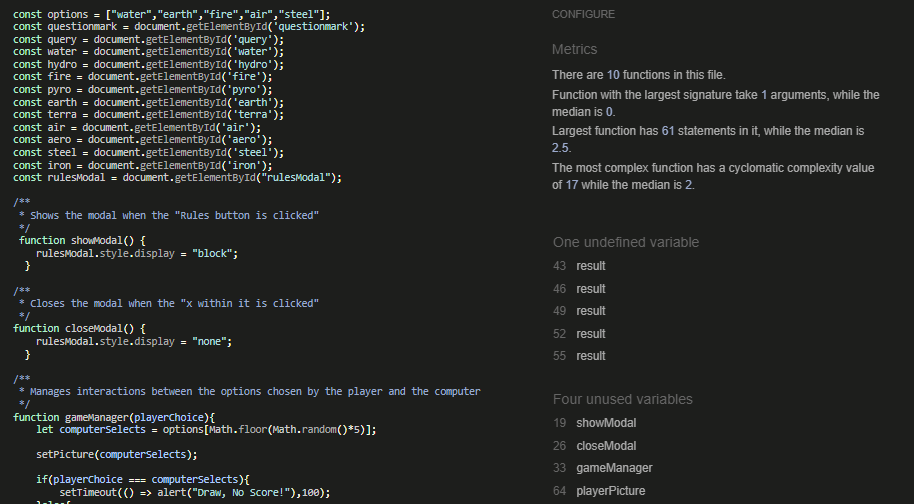 const options = ["water","earth","fire","air","steel"];
const questionmark = document.getElementById('questionmark');
const query = document.getElementById('query');
const water = document.getElementById('water');
const hydro = document.getElementById('hydro');
const fire = document.getElementById('fire');
const pyro = document.getElementById('pyro');
const earth = document.getElementById('earth');
const terra = document.getElementById('terra');
const air = document.getElementById('air');
const aero = document.getElementById('aero');
const steel = document.getElementById('steel');
const iron = document.getElementById('iron');
const rulesModal = document.getElementById("rulesModal");
/**
 * Shows the modal when the "Rules button is clicked"
 */
 function showModal() {
    rulesModal.style.display = "block";
  }
/**
 * Closes the modal when the "x within it is clicked"
 */
function closeModal() {
    rulesModal.style.display = "none";
  }
/**
 * Manages interactions between the options chosen by the player and the computer
 */
function gameManager(playerChoice){
    let computerSelects = options[Math.floor(Math.random()*5)];
    setPicture(computerSelects);
    if(playerChoice === computerSelects){
        setTimeout(() => alert("Draw, No Score!"),100);
CONFIGURE
Metrics
There are 10 functions in this file.
Function with the largest signature take 1 arguments, while the
median is 0.
Largest function has 61 statements in it, while the median is
2.5.
The most complex function has a cyclomatic complexity value
of 17 while the median is 2.
One undefined variable
43 result
46 result
49 result
52 result
55 result
Four unused variables
19 showModal
26 closeModal
33 gameManager
64 playerPicture